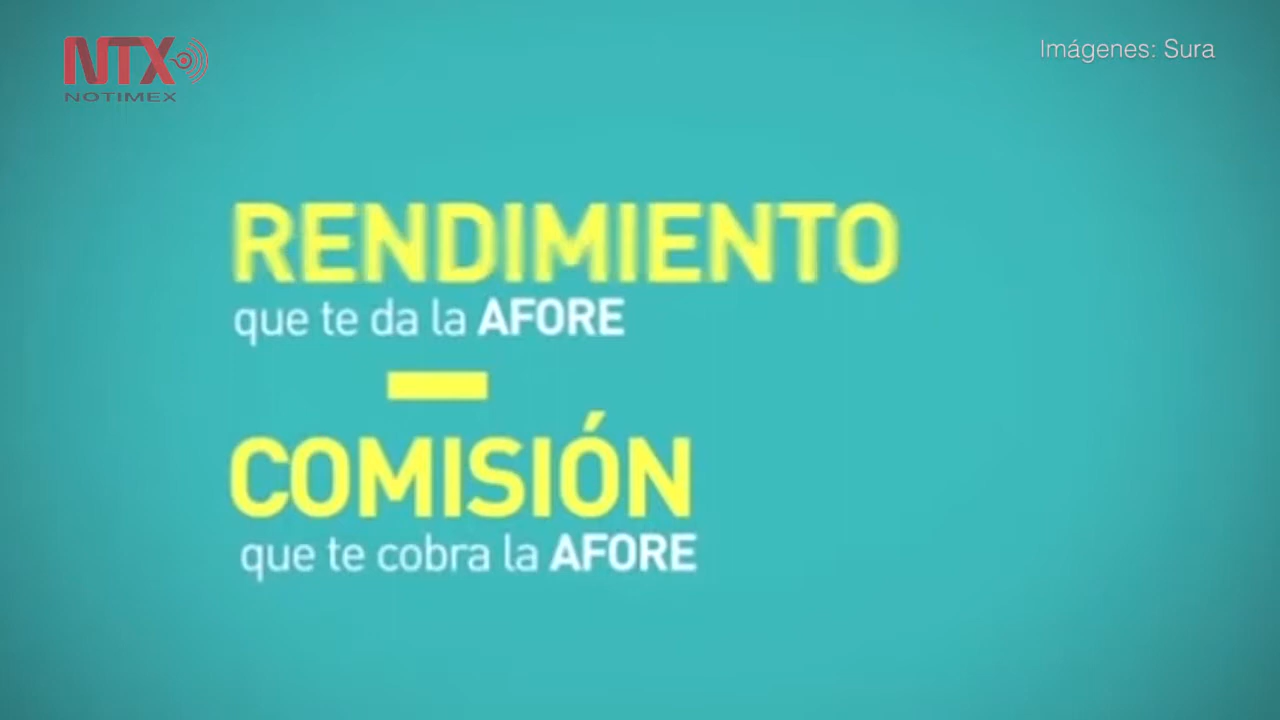 NTX
NOTIMEX
Imágenes: Sura
RENDIMIENTO
que te da la AFORE
COMISIÓN
que te cobra la AFORE